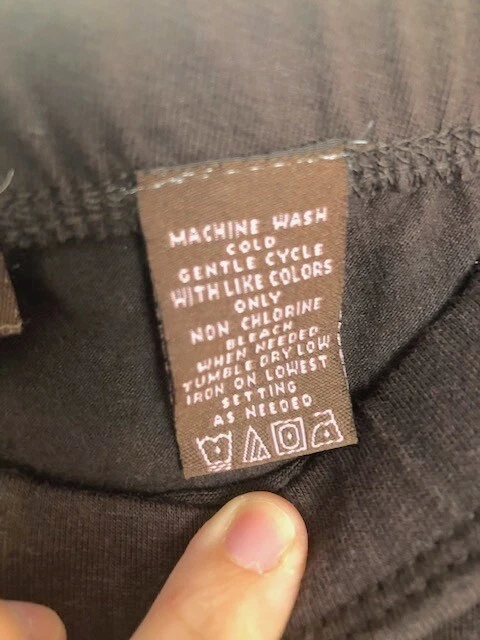 MACHINE WASH
COLD
GENTLE CYCLE
WITH LIKE COLORS
ONLY
NON CHLORINE
BLEACH
WHEN NEEDED
TUMBLE DRY LOW
IRON ON LOWEST
SETTING
AS NEEDED